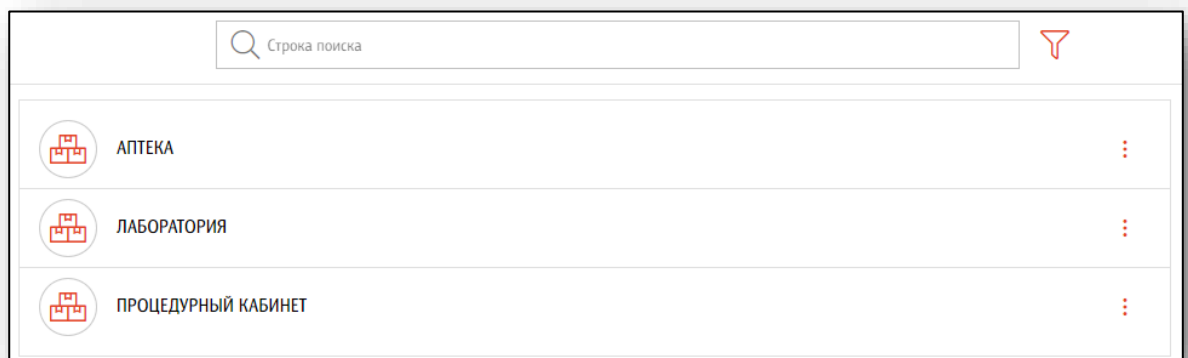 Строка поиска
АПТЕКА
ЛАБОРАТОРИЯ
ПРОЦЕДУРНЫЙ КАБИНЕТ